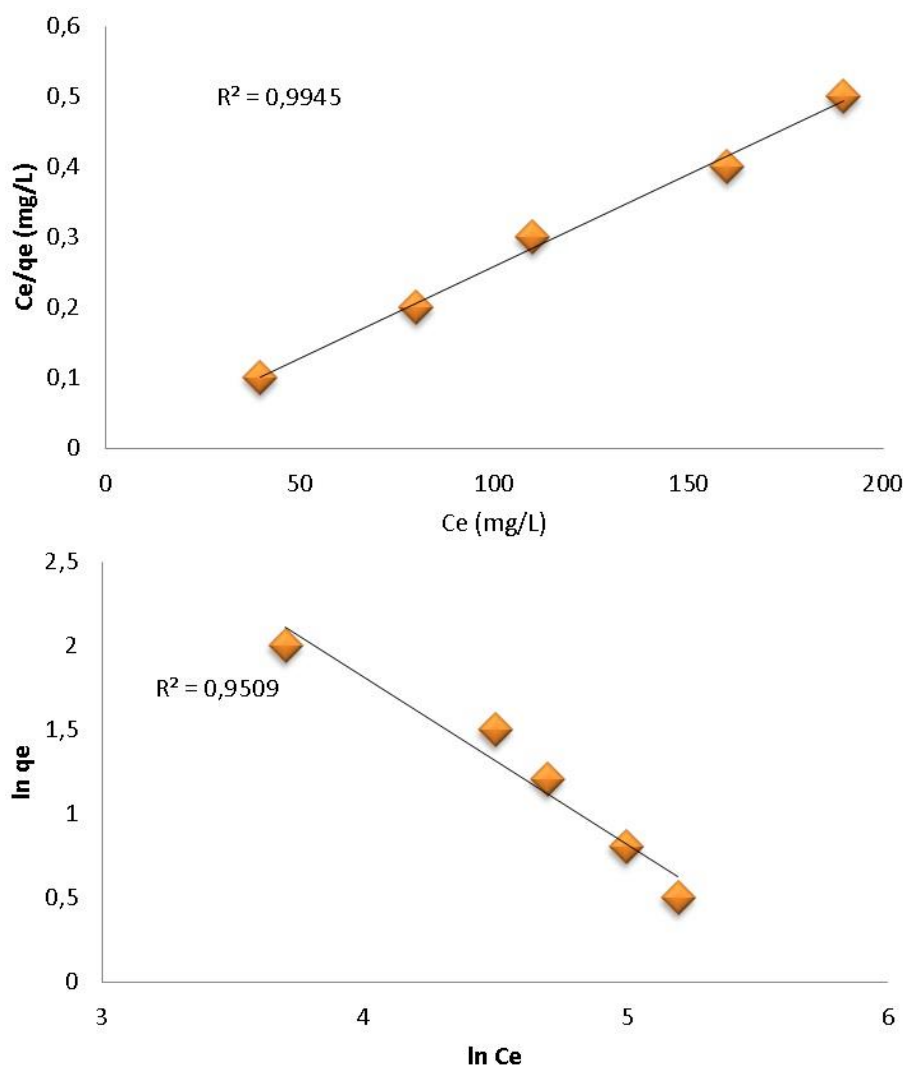 0,6
R² = 0,9945
0,5
0,4
0,3
0,2
0,1
0
Ce/qe (mg/L)
0 50 100 150 200
Ce (mg/L)
2,5
2
R² = 0,9509
1,5
1
0,5
0
ln qe
3 4 5 6
ln Ce